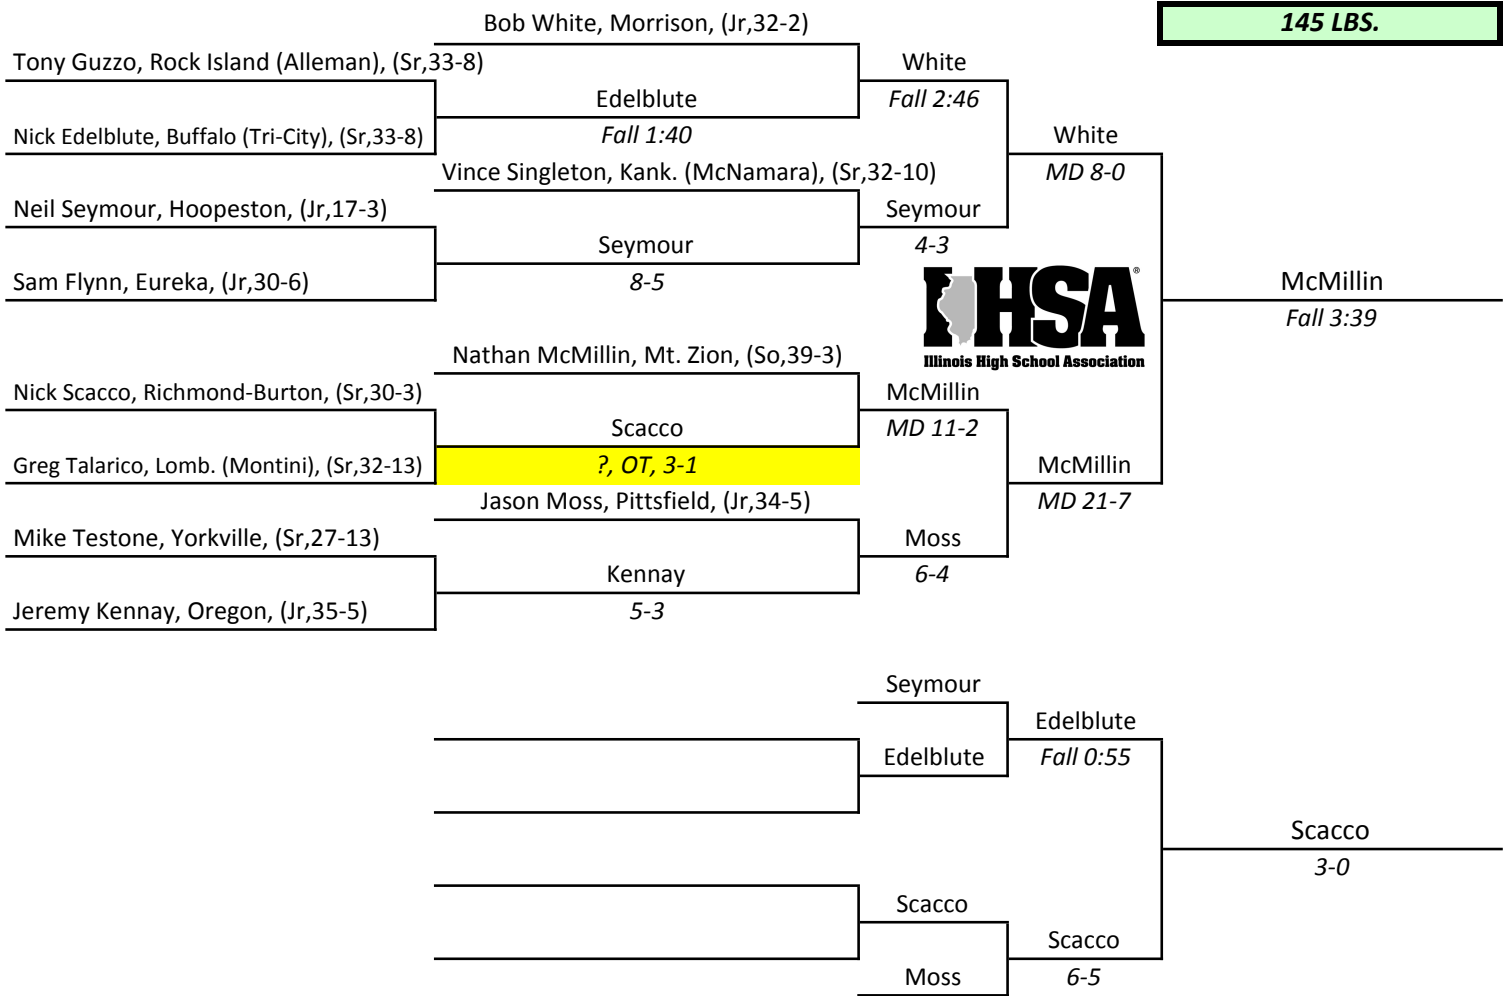 Bob White, Morrison, (Jr,32-2)
145 LBS.
Tony Guzzo, Rock Island (Alleman), (Sr,33-8)
White
Edelblute
Fall 2:46
Nick Edelblute, Buffalo (Tri-City), (Sr,33-8)
Fall 1:40
White
Vince Singleton, Kank. (McNamara), (Sr,32-10)
MD 8-0
Neil Seymour, Hoopeston, (Jr,17-3)
Seymour
Seymour
4-3
Sam Flynn, Eureka, (Jr,30-6)
8-5
IHSA®
McMillin
Fall 3:39
Nathan McMillin, Mt. Zion, (So,39-3)
Illinois High School Association
Nick Scacco, Richmond-Burton, (Sr,30-3)
McMillin
Scacco
MD 11-2
Greg Talarico, Lomb. (Montini), (Sr,32-13)
?, OT, 3-1
McMillin
Jason Moss, Pittsfield, (Jr,34-5)
MD 21-7
Mike Testone, Yorkville, (Sr,27-13)
Moss
Kennay
6-4
Jeremy Kennay, Oregon, (Jr,35-5)
5-3
Seymour
Edelblute
Edelblute
Fall 0:55
Scacco
3-0
Scacco
Scacco
Moss
6-5